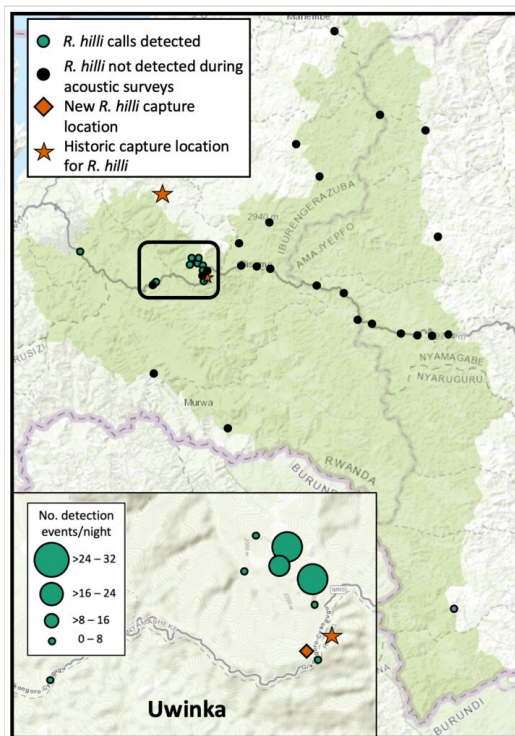 Marembe
R. hilli calls detected
R. hilli not detected during
acoustic surveys
New R. hilli capture
location
Historic capture location
for R. hilli
2940 m
IBURENGERAZUBA
AMAJYEPFO
RUSIZI
NYAMAGABE
NYARUGURU
Murwa
RWANDA
BURUNDI
No. detection
events/night
>24 – 32
>16 – 24
>8 – 16
0 – 8
NYAMASHEKE
Uwinka
BURUNDI